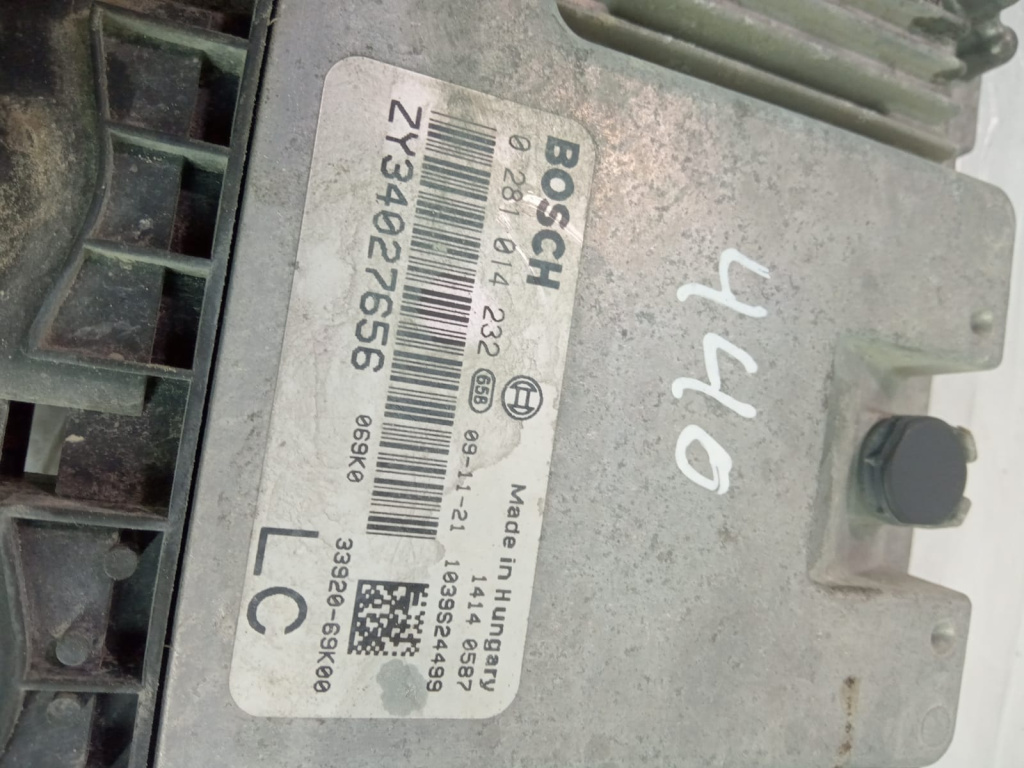 BOSCH
0 281 014 232 658 09-11-21 1039S24499
Made in Hungary
1414 0587
ZY34027656
069K0
33920-69K00
LC
440